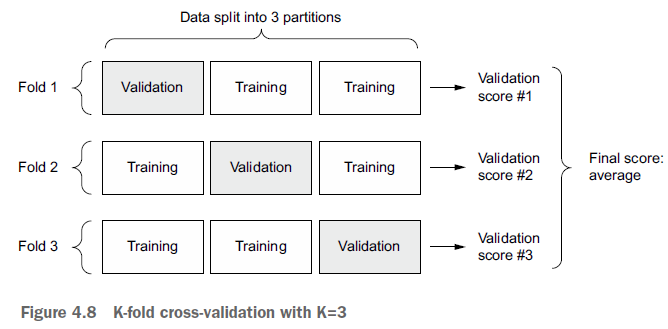 Data split into 3 partitions
Fold 1
Validation
Training
Training
Validation
score #1
Fold 2
Training
Validation
Training
Validation
score #2
Final score:
average
Fold 3
Training
Training
Validation
Validation
score #3
Figure 4.8 K-fold cross-validation with K=3